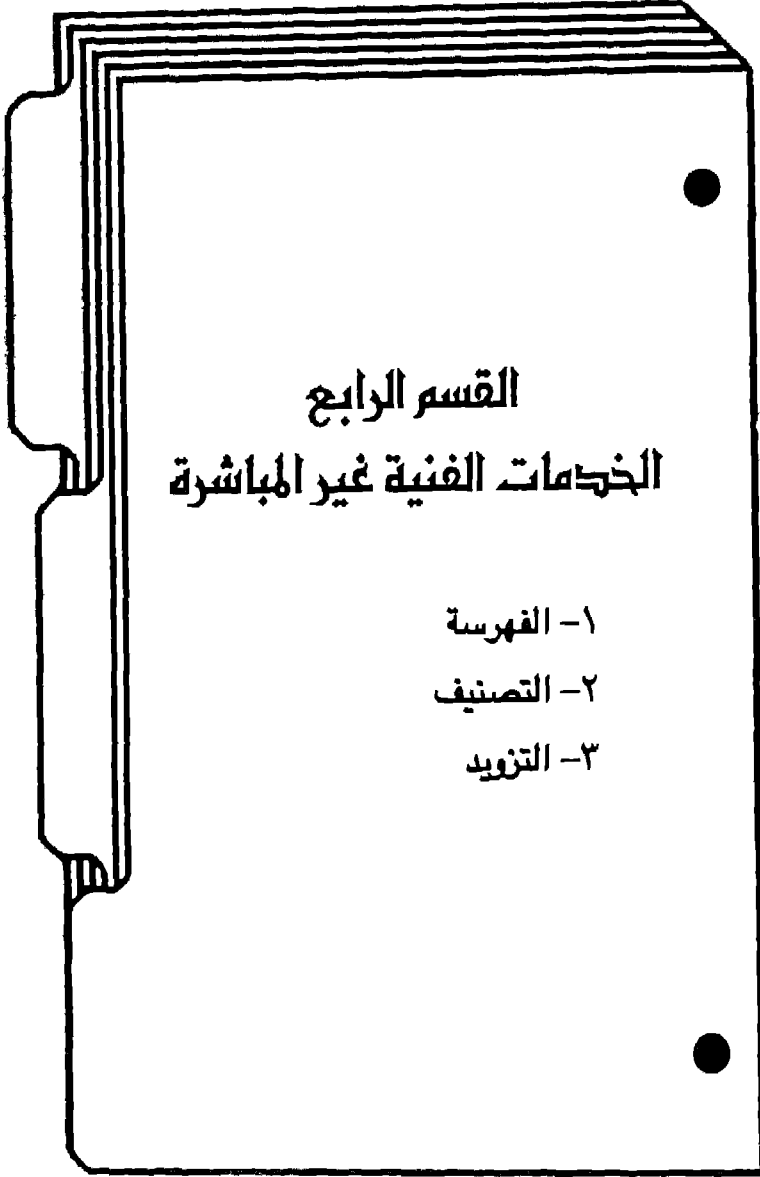 القسم الرابع
الخدمات الفنية غير المباشرة
١- الفهرسة
٢- التصنيف
٣- التزويد